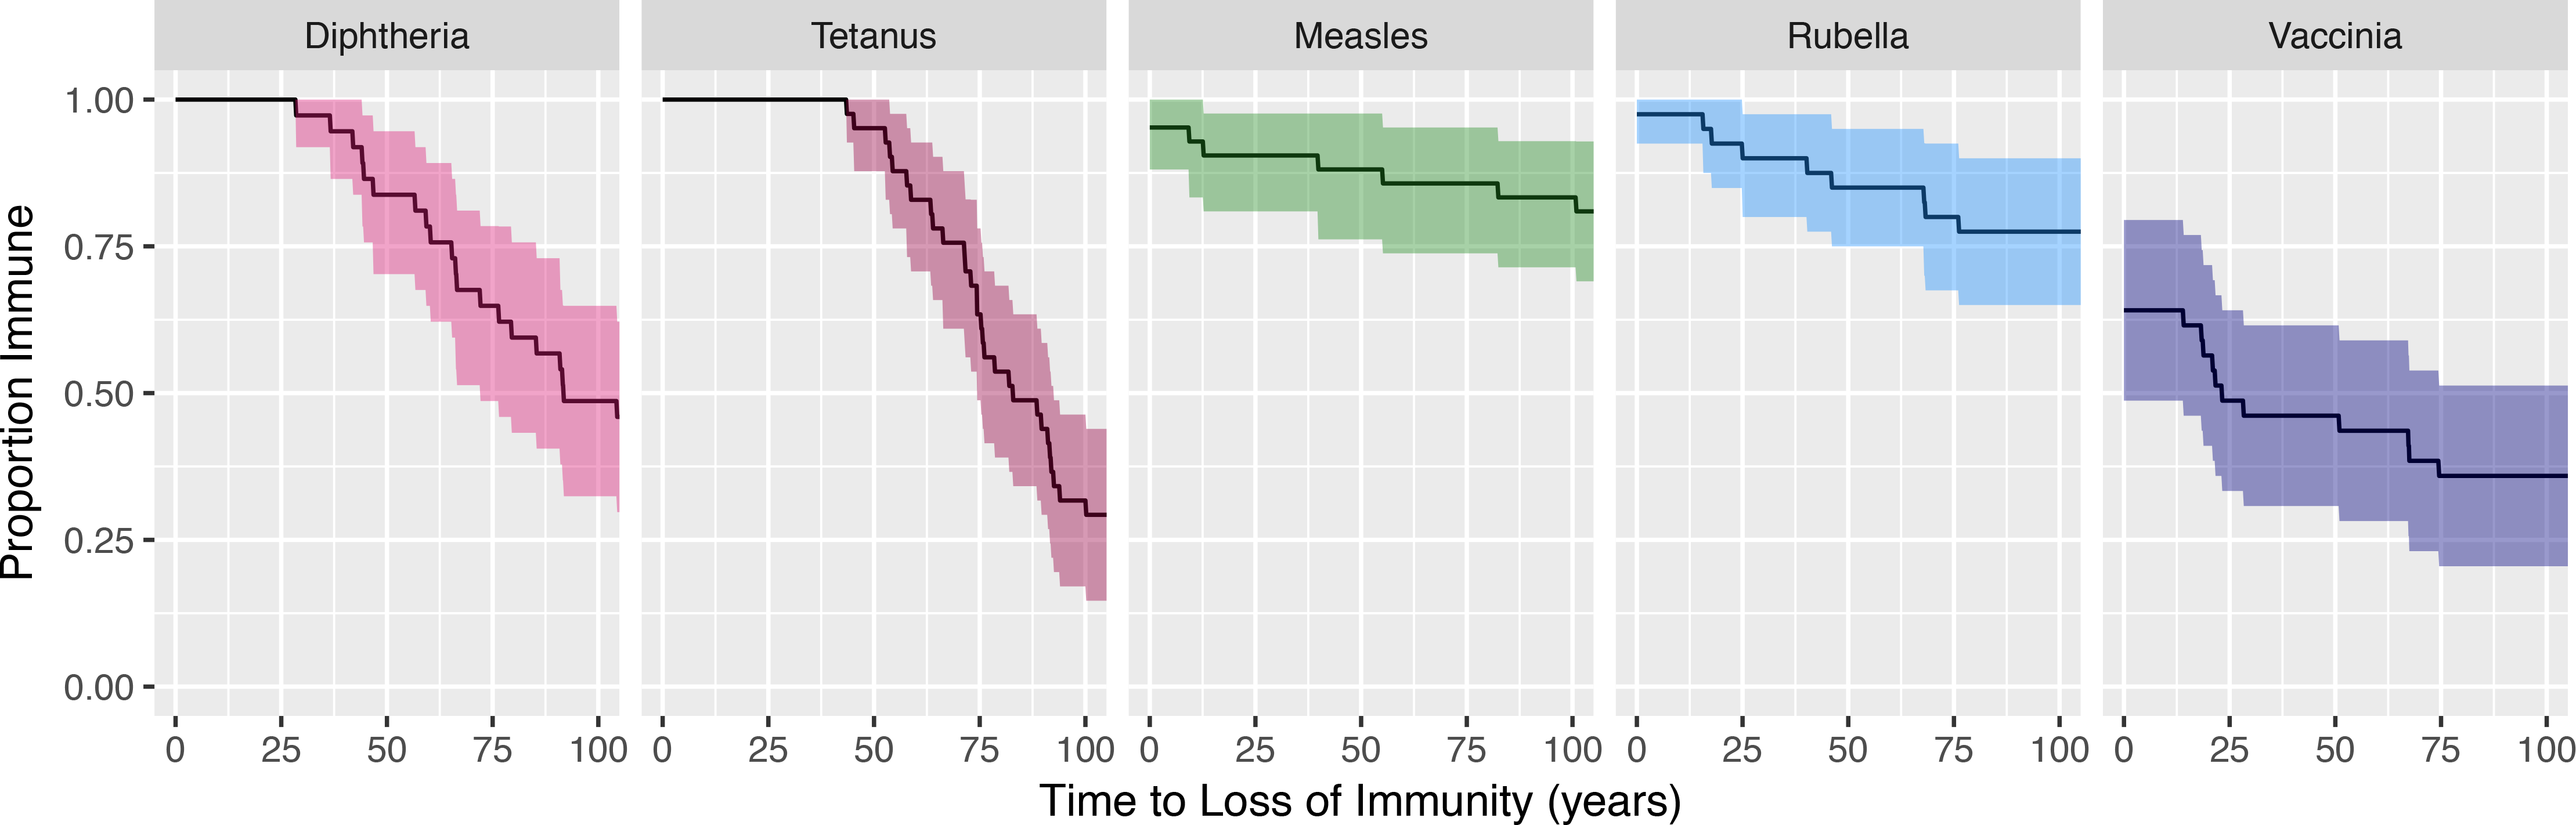 Diphtheria Tetanus Measles Rubella Vaccinia
Proportion Immune
1.00
0.75
0.50
0.25
0.00
0 25 50 75 100 0 25 50 75 100 0 25 50 75 100 0 25 50 75 100 0 25 50 75 100
Time to Loss of Immunity (years)